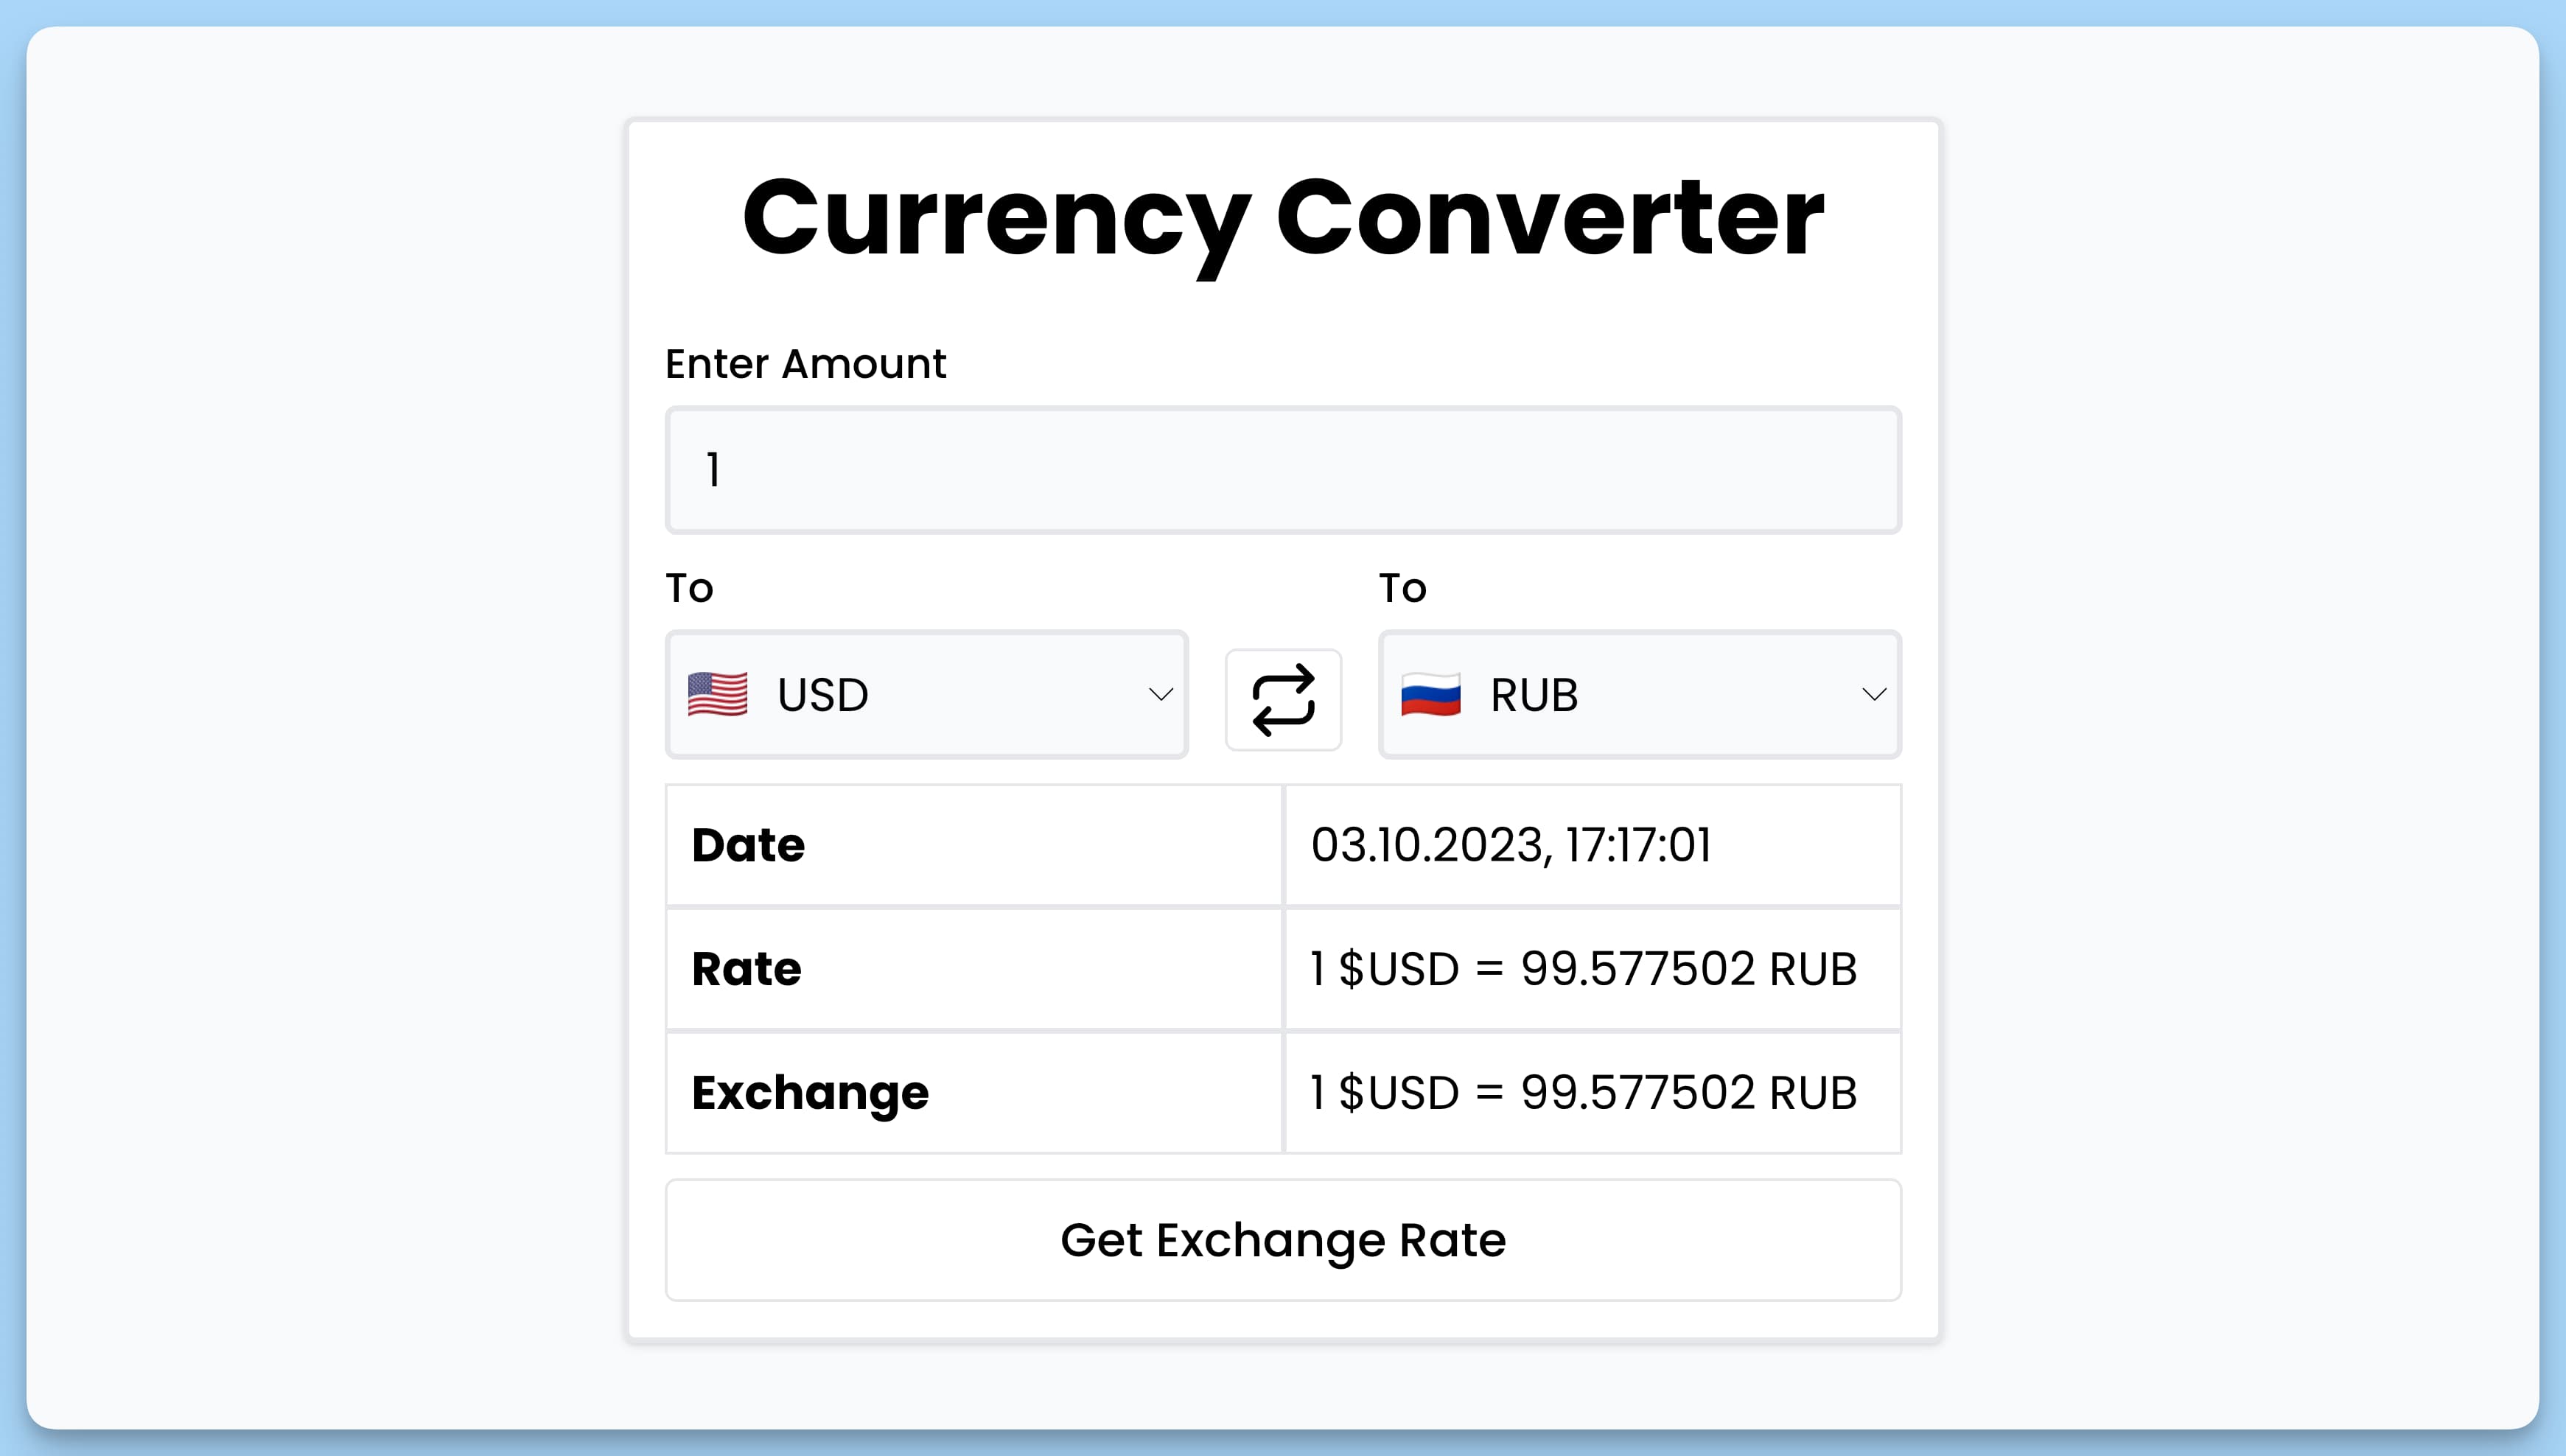 Currency Converter
Enter Amount
1
To To
USD RUB
Date 03.10.2023, 17:17:01
Rate 1 $USD = 99.577502 RUB
Exchange 1 $USD = 99.577502 RUB
Get Exchange Rate